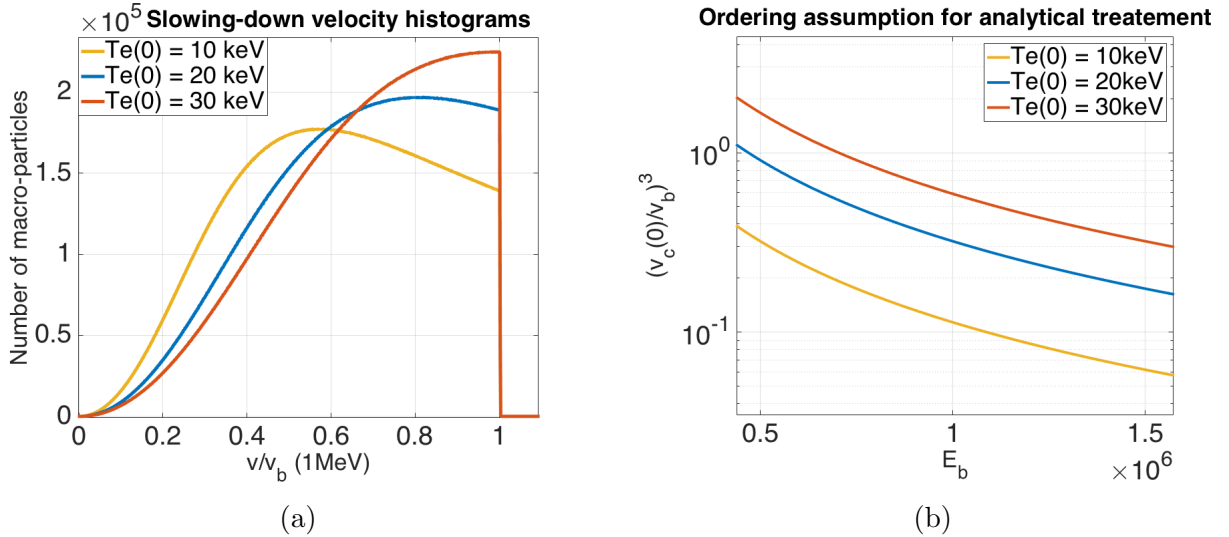 Slowing-down velocity histograms
×10^5
Te(0) = 10 keV
Te(0) = 20 keV
Te(0) = 30 keV
Number of macro-particles
2
1.5
1
0.5
0
0
0.2
0.4
0.6
0.8
1
v/v_b (1MeV)
(a)
Ordering assumption for analytical treatement
Te(0) = 10keV
Te(0) = 20keV
Te(0) = 30keV
(v_c(0)/v_b)^3
10^0
10^-1
0.5
1
1.5
E_b
×10^6
(b)